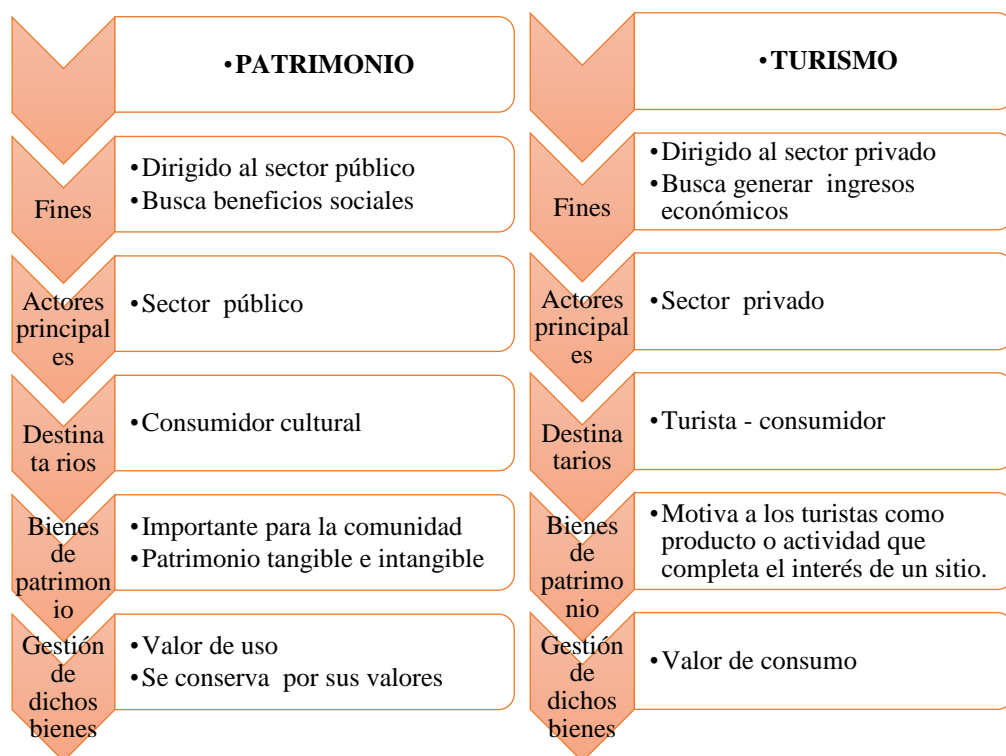 •PATRIMONIO
Fines
•Dirigido al sector público
•Busca beneficios sociales
Actores
principal
es
•Sector público
Destina
ta rios
•Consumidor cultural
Bienes
de
patrimon
io
•Importante para la comunidad
•Patrimonio tangible e intangible
Gestión
de
dichos
bienes
•Valor de uso
•Se conserva por sus valores
•TURISMO
Fines
•Dirigido al sector privado
•Busca generar ingresos
económicos
Actores
principal
es
•Sector privado
Destina
tarios
•Turista - consumidor
Bienes
de
patrimo
nio
•Motiva a los turistas como
producto o actividad que
completa el interés de un sitio.
Gestión
de
dichos
bienes
•Valor de consumo